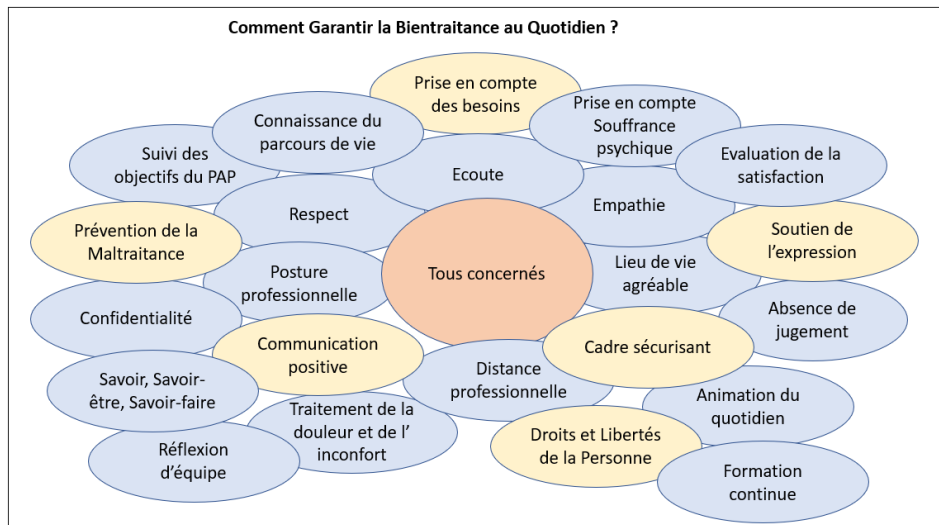 Comment Garantir la Bientraitance au Quotidien ?
Prise en compte
des besoins
Connaissance du
parcours de vie
Prise en compte
Souffrance
psychique
Suivi des
objectifs du PAP
Ecoute
Evaluation de la
satisfaction
Respect
Empathie
Prévention de la
Maltraitance
Soutien de
l'expression
Tous concernés
Posture
professionnelle
Lieu de vie
agréable
Confidentialité
Absence de
jugement
Communication
positive
Cadre sécurisant
Distance
professionnelle
Savoir, Savoir-
être, Savoir-faire
Animation du
quotidien
Traitement de la
douleur et de l'
inconfort
Droits et Libertés
de la Personne
Réflexion
d'équipe
Formation
continue